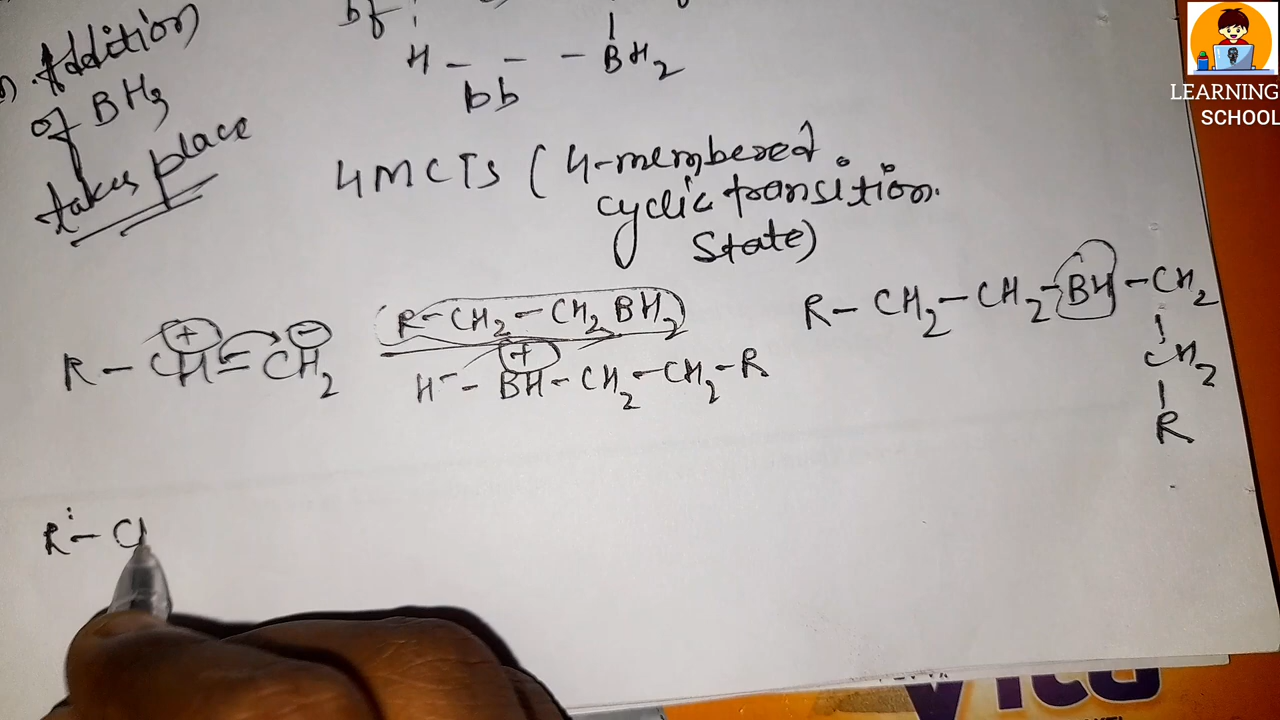 Addition
of BH3
takes place
bf
H - - - BH2
bb
4MCTS (4-membered
cyclic transition
State)
R - CH = CH2
+
-
R-CH2-CH2 BH2
+
H - - BH - CH2 - CH2 - R
R - CH2 - CH2 - BH - CH2
CH2
R
R - C
LEARNING
SCHOOL